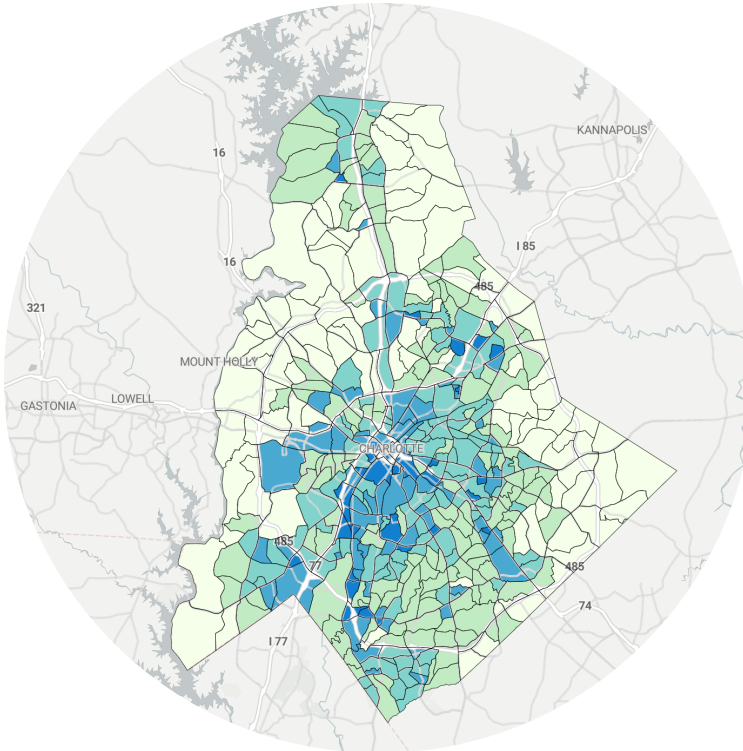 KANNAPOLIS
16
I 85
16
485
321
MOUNT HOLLY
LOWELL
GASTONIA
CHARLOTTE
485
77
485
74
I 77